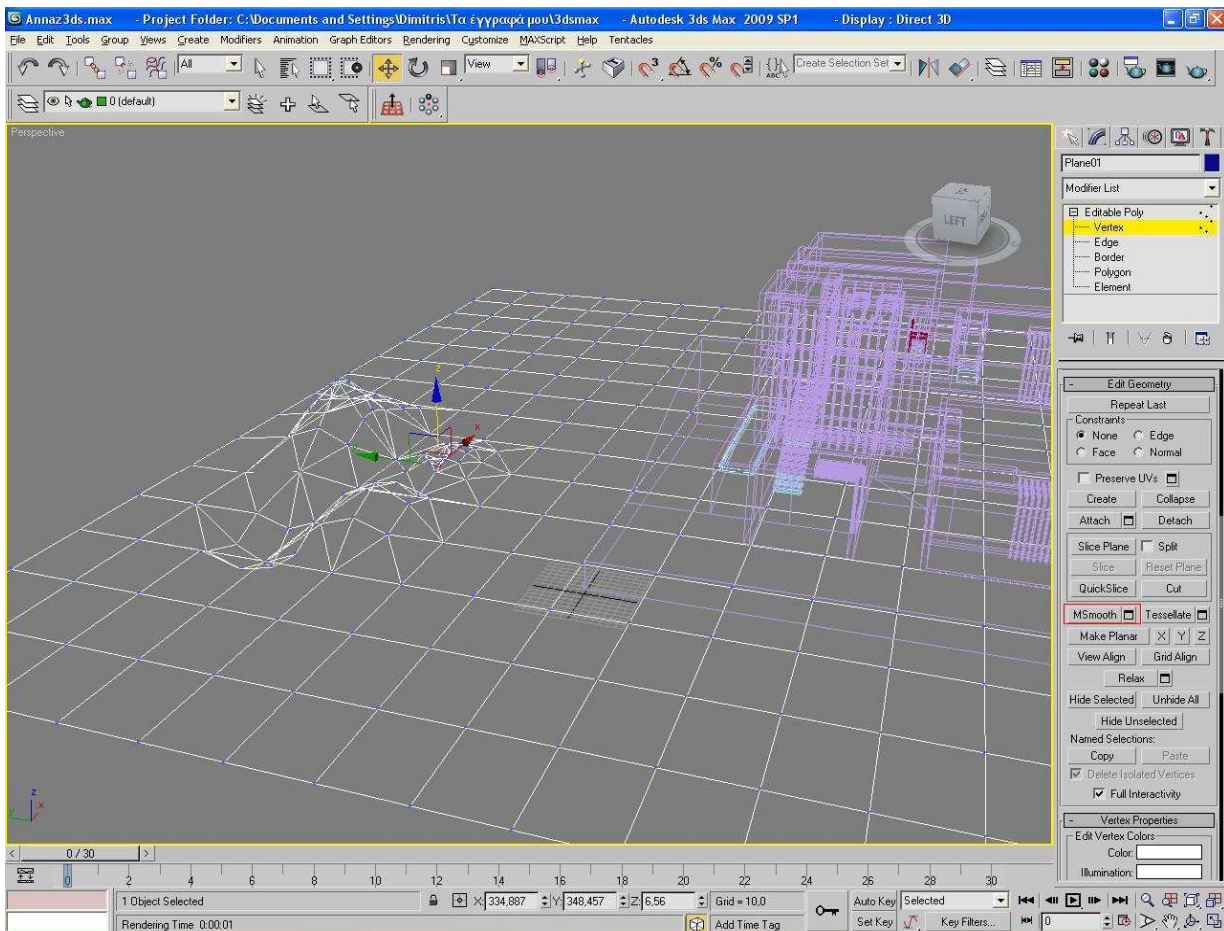 Annaz3ds.max - Project Folder: C:\Documents and Settings\Dimitris\Τα έγγραφά μου\3dsmax - Autodesk 3ds Max 2009 SP1 - Display : Direct 3D
File Edit Tools Group Views Create Modifiers Animation Graph Editors Rendering Customize MAXScript Help Tentacles
All View Create Selection Set
0 (default)
Perspective
LEFT
z
x
Plane01
Modifier List
Editable Poly
Vertex
Edge
Border
Polygon
Element
- Edit Geometry
Repeat Last
Constraints
None Edge
Face Normal
Preserve UVs
Create Collapse
Attach Detach
Slice Plane Split
Slice Reset Plane
QuickSlice Cut
MSmooth Tessellate
Make Planar X Y Z
View Align Grid Align
Relax
Hide Selected Unhide All
Hide Unselected
Named Selections:
Copy Paste
Delete Isolated Vertices
Full Interactivity
- Vertex Properties
Edit Vertex Colors
Color:
Illumination:
z
x
y
< 0 / 30 >
0 2 4 6 8 10 12 14 16 18 20 22 24 26 28 30
1 Object Selected X: 334,887 Y: 348,457 Z: 6,56 Grid = 10,0 Auto Key Selected
Rendering Time 0:00:01 Add Time Tag Set Key Key Filters... 0